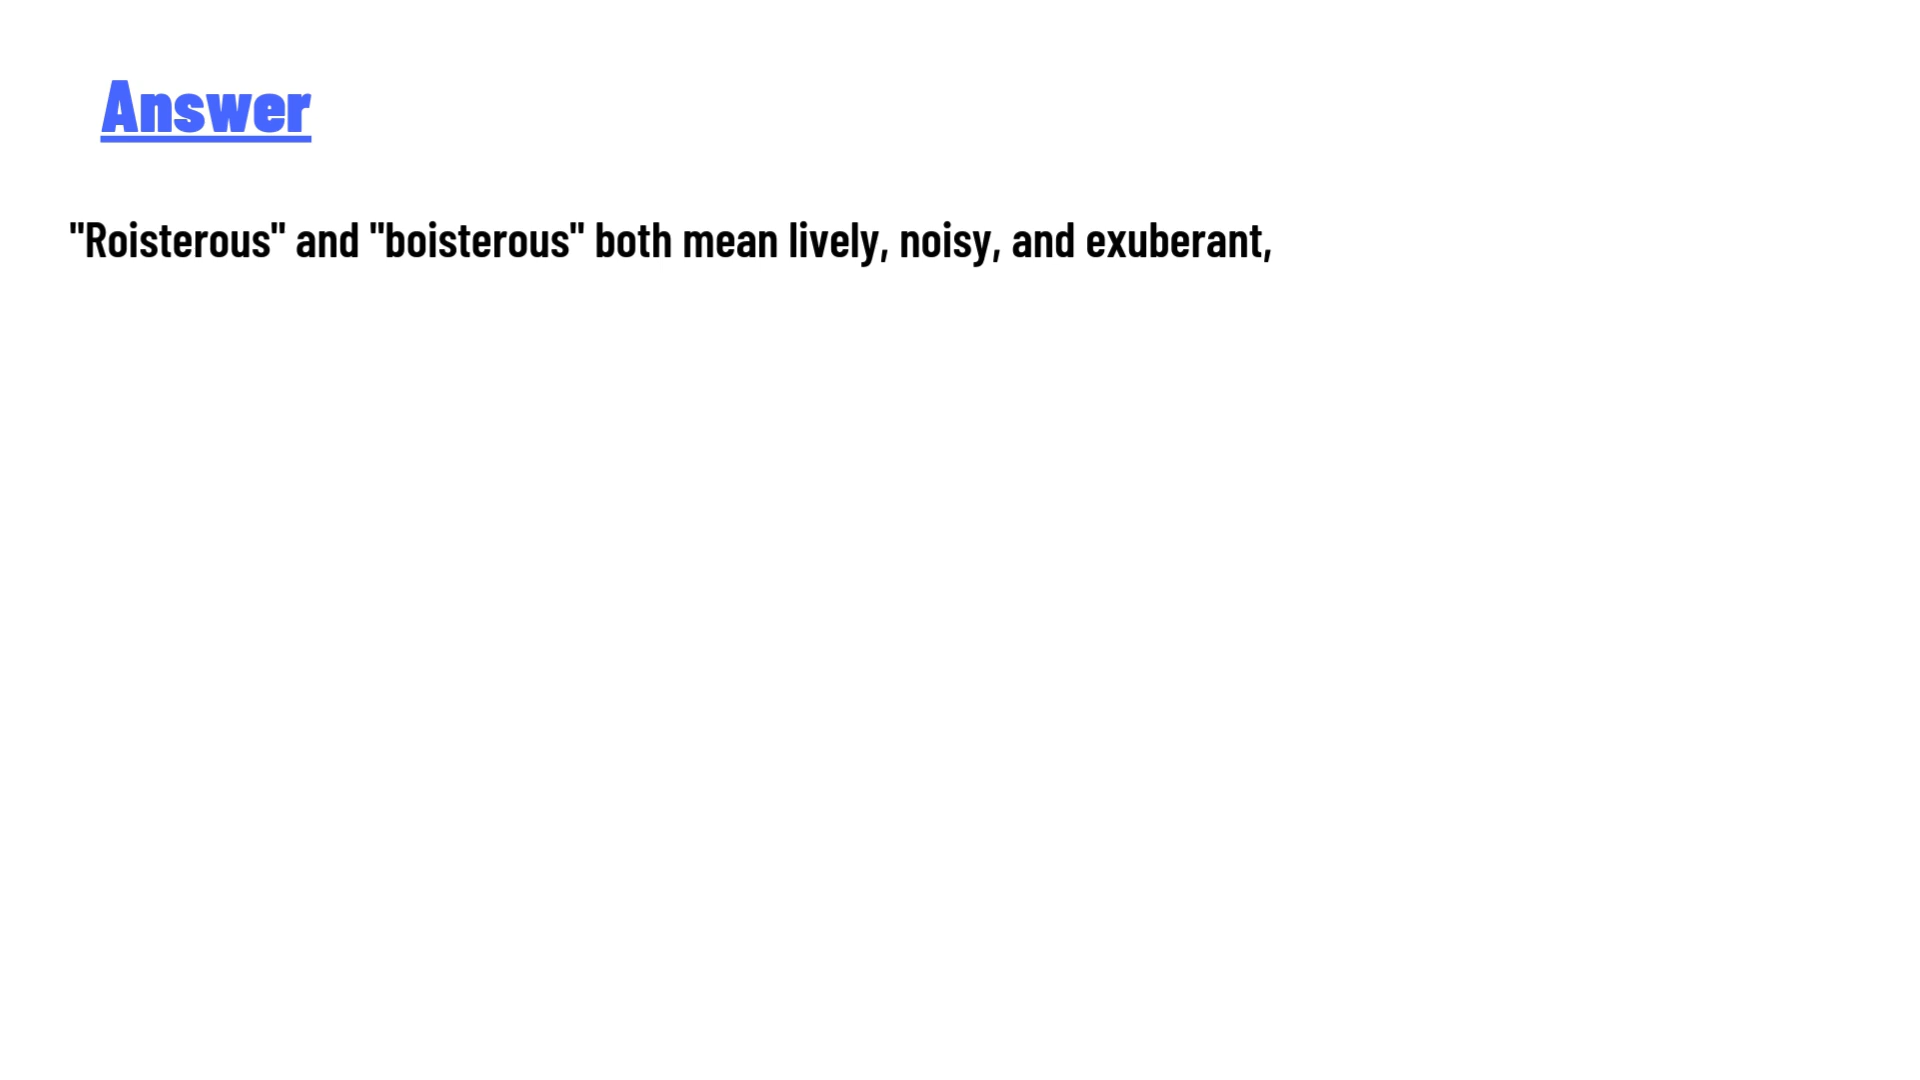 Answer
"Roisterous" and "boisterous" both mean lively, noisy, and exuberant,